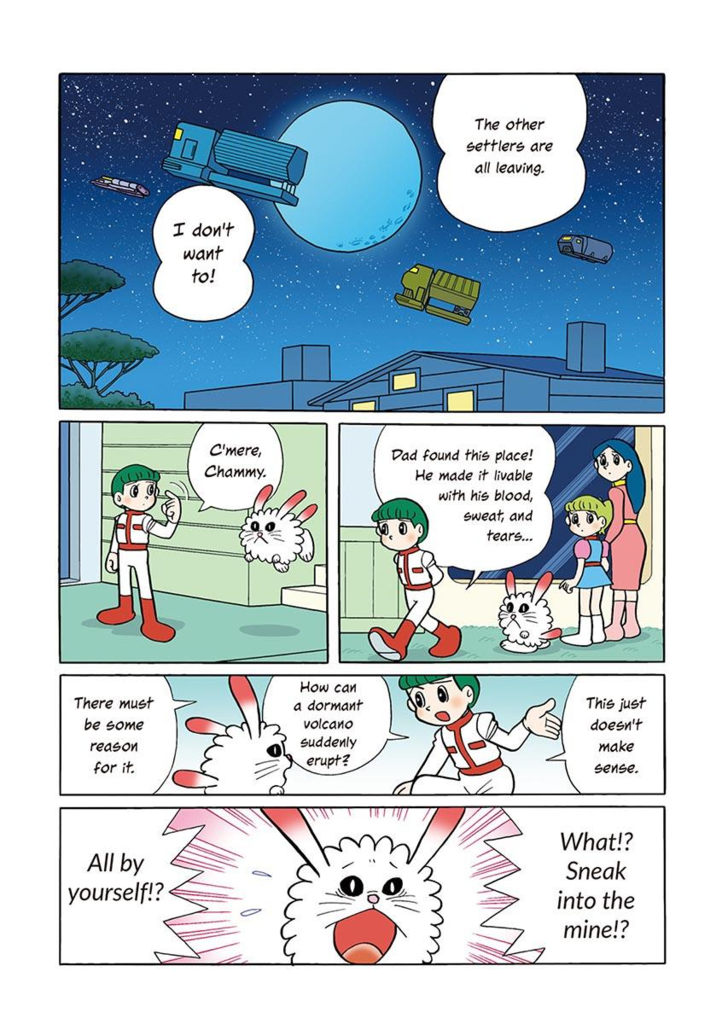 The other
settlers are
all leaving.
I don't
want
to!
Dad found this place!
He made it livable
with his blood,
sweat, and
tears...
C'mere,
Chammy.
This just
doesn't
make
sense.
How can
a dormant
volcano
suddenly
erupt?
There must
be some
reason
for it.
What!?
Sneak
into the
mine!?
All by
yourself!?